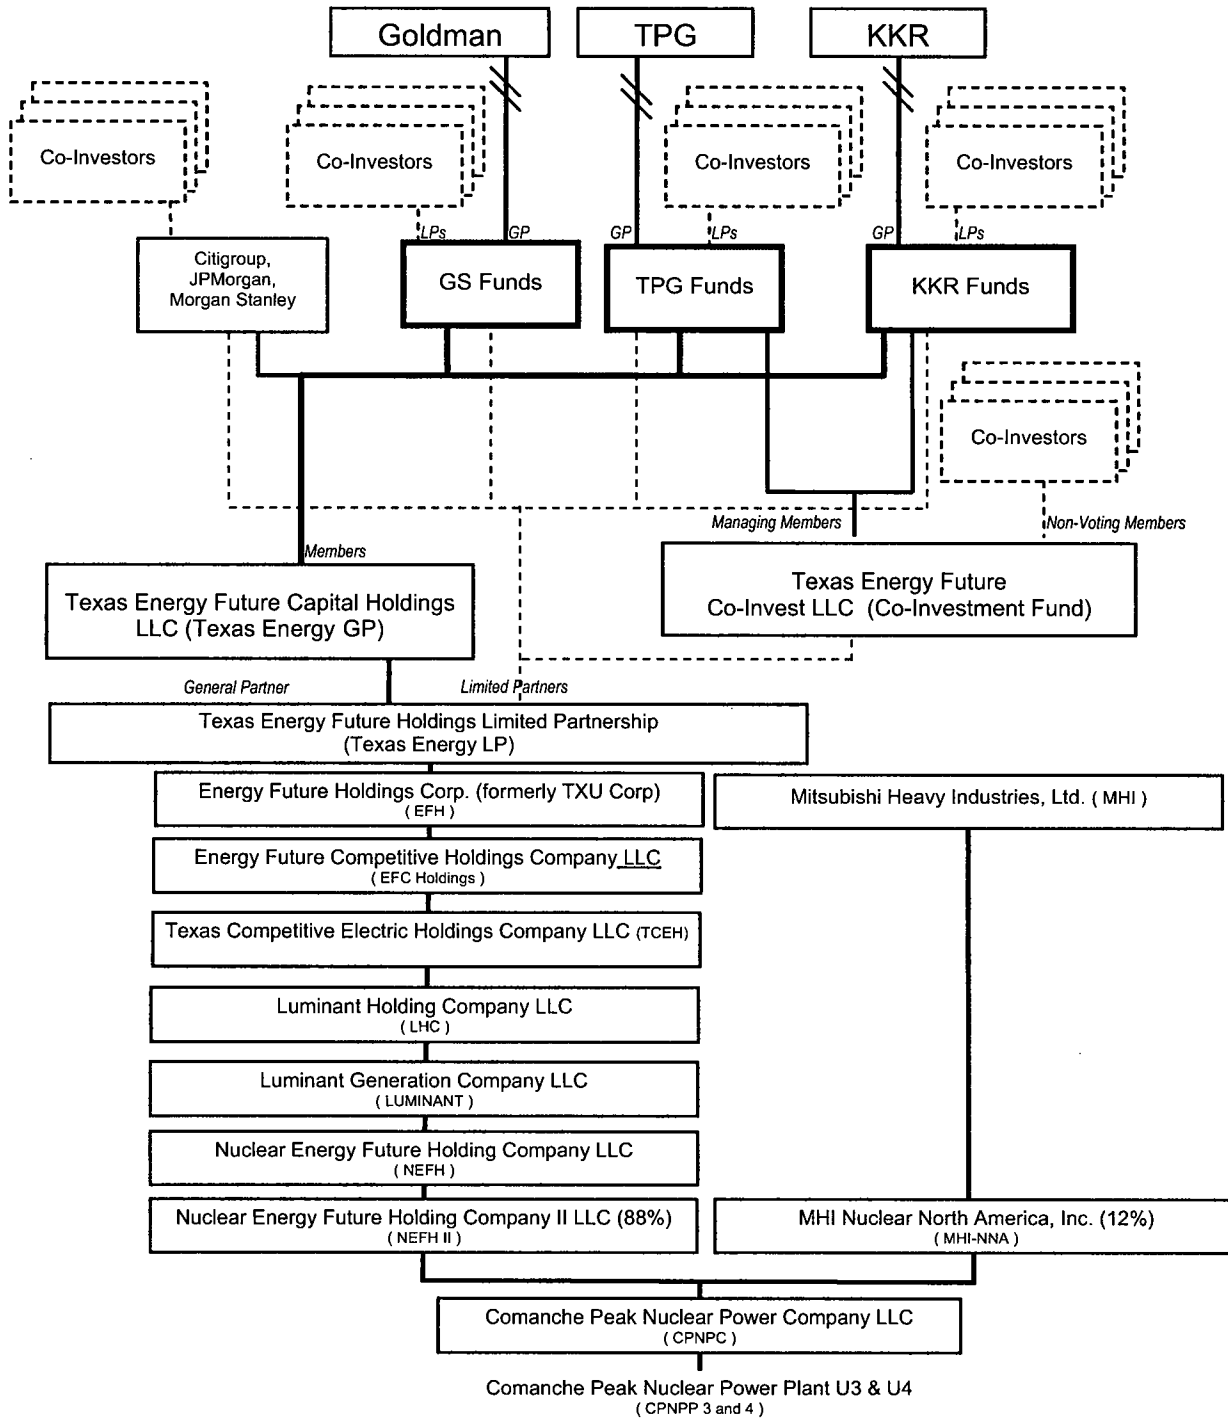 Goldman
TPG
KKR
Co-Investors
Co-Investors
Co-Investors
Co-Investors
LPs
GP
GP
LPs
GP
LPs
Citigroup,
JPMorgan,
Morgan Stanley
GS Funds
TPG Funds
KKR Funds
Co-Investors
Managing Members
Non-Voting Members
Members
Texas Energy Future Capital Holdings
LLC (Texas Energy GP)
Texas Energy Future
Co-Invest LLC (Co-Investment Fund)
General Partner
Limited Partners
Texas Energy Future Holdings Limited Partnership
(Texas Energy LP)
Energy Future Holdings Corp. (formerly TXU Corp)
( EFH )
Mitsubishi Heavy Industries, Ltd. ( MHI )
Energy Future Competitive Holdings Company LLC
( EFC Holdings )
Texas Competitive Electric Holdings Company LLC (TCEH)
Luminant Holding Company LLC
( LHC )
Luminant Generation Company LLC
( LUMINANT )
Nuclear Energy Future Holding Company LLC
( NEFH )
Nuclear Energy Future Holding Company II LLC (88%)
( NEFH II )
MHI Nuclear North America, Inc. (12%)
( MHI-NNA )
Comanche Peak Nuclear Power Company LLC
( CPNPC )
Comanche Peak Nuclear Power Plant U3 & U4
( CPNPP 3 and 4 )